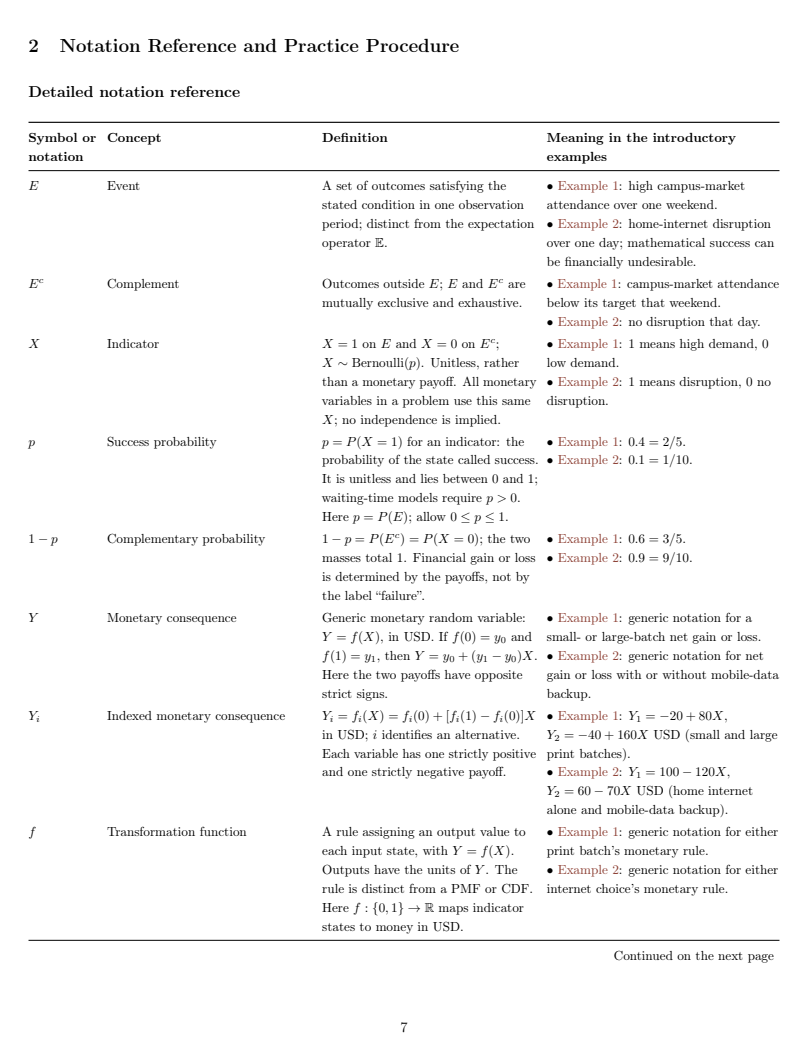 2 Notation Reference and Practice Procedure
Detailed notation reference
Symbol or notation Concept Definition Meaning in the introductory examples
E Event A set of outcomes satisfying the • Example 1: high campus-market
stated condition in one observation attendance over one weekend.
period; distinct from the expectation • Example 2: home-internet disruption
operator 𝔼. over one day; mathematical success can
be financially undesirable.
Eᶜ Complement Outcomes outside E; E and Eᶜ are • Example 1: campus-market attendance
mutually exclusive and exhaustive. below its target that weekend.
• Example 2: no disruption that day.
X Indicator X = 1 on E and X = 0 on Eᶜ; • Example 1: 1 means high demand, 0
X ∼ Bernoulli(p). Unitless, rather low demand.
than a monetary payoff. All monetary • Example 2: 1 means disruption, 0 no
variables in a problem use this same disruption.
X; no independence is implied.
p Success probability p = P(X = 1) for an indicator: the • Example 1: 0.4 = 2/5.
probability of the state called success. • Example 2: 0.1 = 1/10.
It is unitless and lies between 0 and 1;
waiting-time models require p > 0.
Here p = P(E); allow 0 ≤ p ≤ 1.
1 − p Complementary probability 1 − p = P(Eᶜ) = P(X = 0); the two • Example 1: 0.6 = 3/5.
masses total 1. Financial gain or loss • Example 2: 0.9 = 9/10.
is determined by the payoffs, not by
the label “failure”.
Y Monetary consequence Generic monetary random variable: • Example 1: generic notation for a
Y = f(X), in USD. If f(0) = y₀ and small- or large-batch net gain or loss.
f(1) = y₁, then Y = y₀ + (y₁ − y₀)X. • Example 2: generic notation for net
Here the two payoffs have opposite gain or loss with or without mobile-data
strict signs. backup.
Yᵢ Indexed monetary consequence Yᵢ = fᵢ(X) = fᵢ(0) + [fᵢ(1) − fᵢ(0)]X • Example 1: Y₁ = −20 + 80X,
in USD; i identifies an alternative. Y₂ = −40 + 160X USD (small and large
Each variable has one strictly positive print batches).
and one strictly negative payoff. • Example 2: Y₁ = 100 − 120X,
Y₂ = 60 − 70X USD (home internet
alone and mobile-data backup).
f Transformation function A rule assigning an output value to • Example 1: generic notation for either
each input state, with Y = f(X). print batch’s monetary rule.
Outputs have the units of Y. The • Example 2: generic notation for either
rule is distinct from a PMF or CDF. internet choice’s monetary rule.
Here f : {0, 1} → ℝ maps indicator
states to money in USD.
Continued on the next page
7